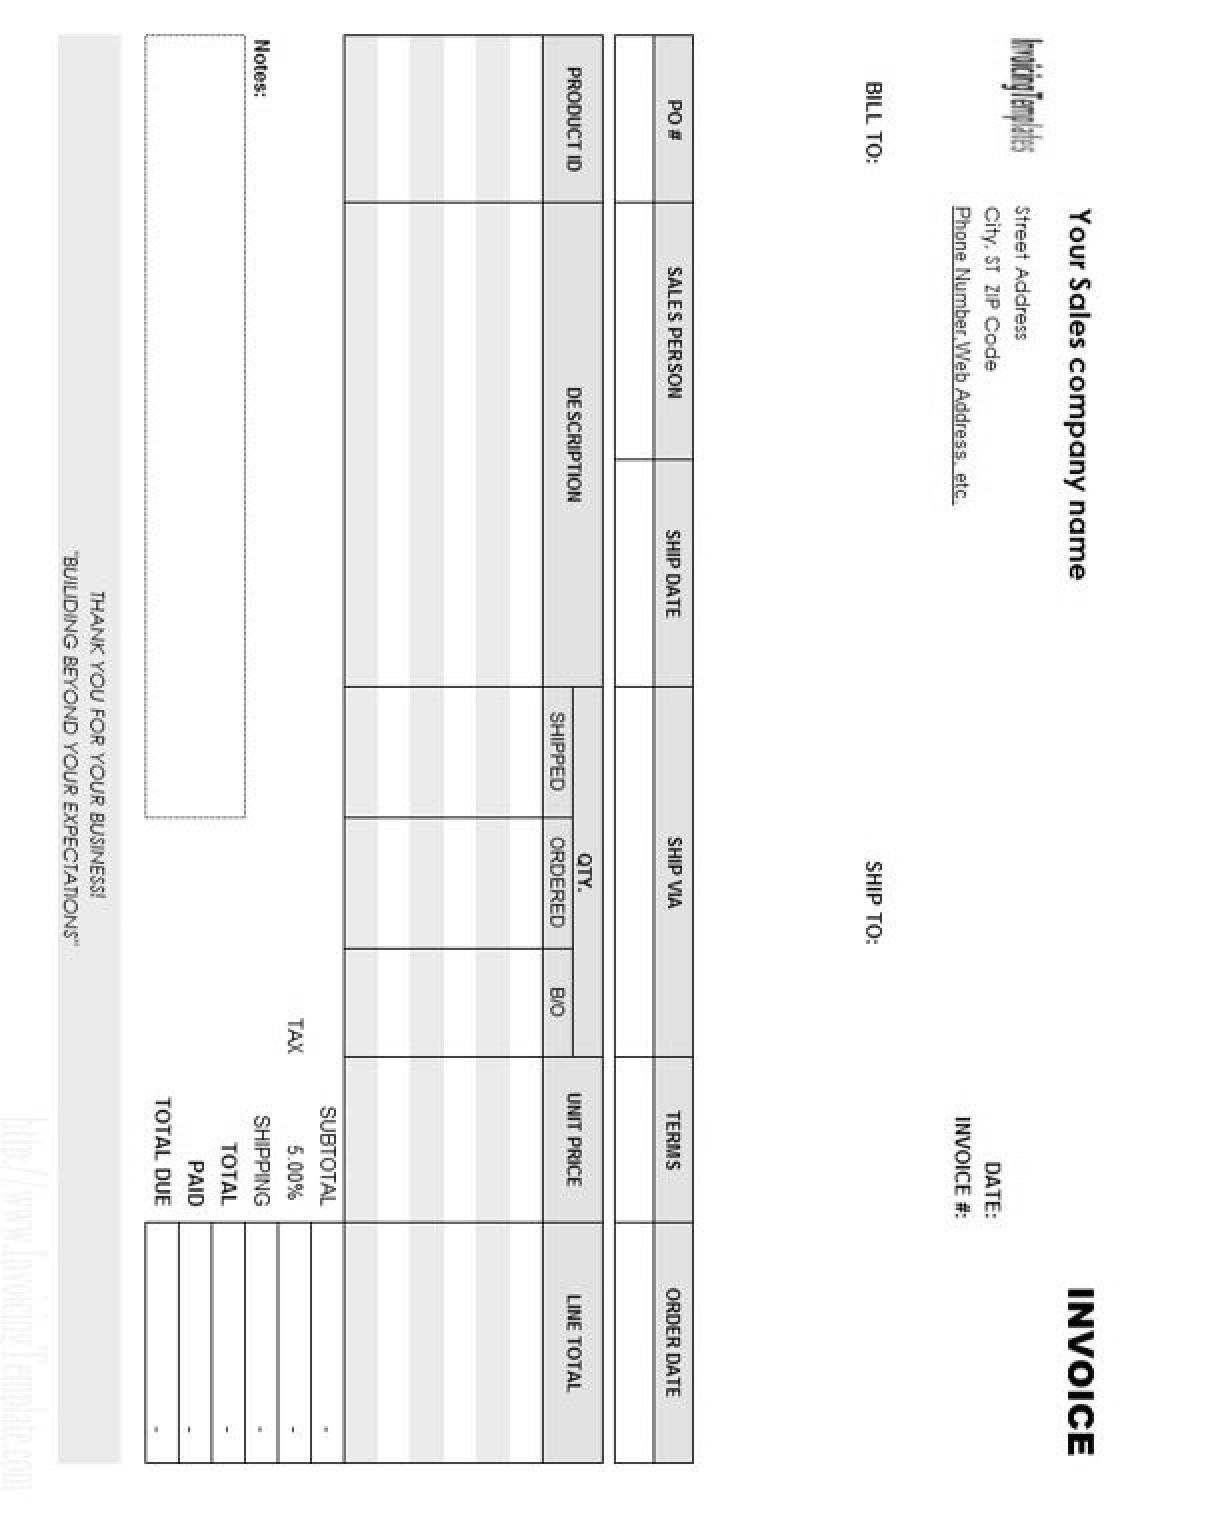 Your Sales company name
INVOICE
InvoicingTemplates
Street Address
City, ST ZIP Code
DATE:
Phone Number,Web Address, etc.
INVOICE #:
BILL TO:
SHIP TO:
PO # SALES PERSON SHIP DATE SHIP VIA TERMS ORDER DATE
PRODUCT ID DESCRIPTION QTY. UNIT PRICE LINE TOTAL
SHIPPED ORDERED B/O
SUBTOTAL -
TAX 5.00% -
Notes:
SHIPPING -
TOTAL -
PAID -
TOTAL DUE -
THANK YOU FOR YOUR BUSINESS!
"BUILIDING BEYOND YOUR EXPECTATIONS"
http://www.InvoicingTemplate.com